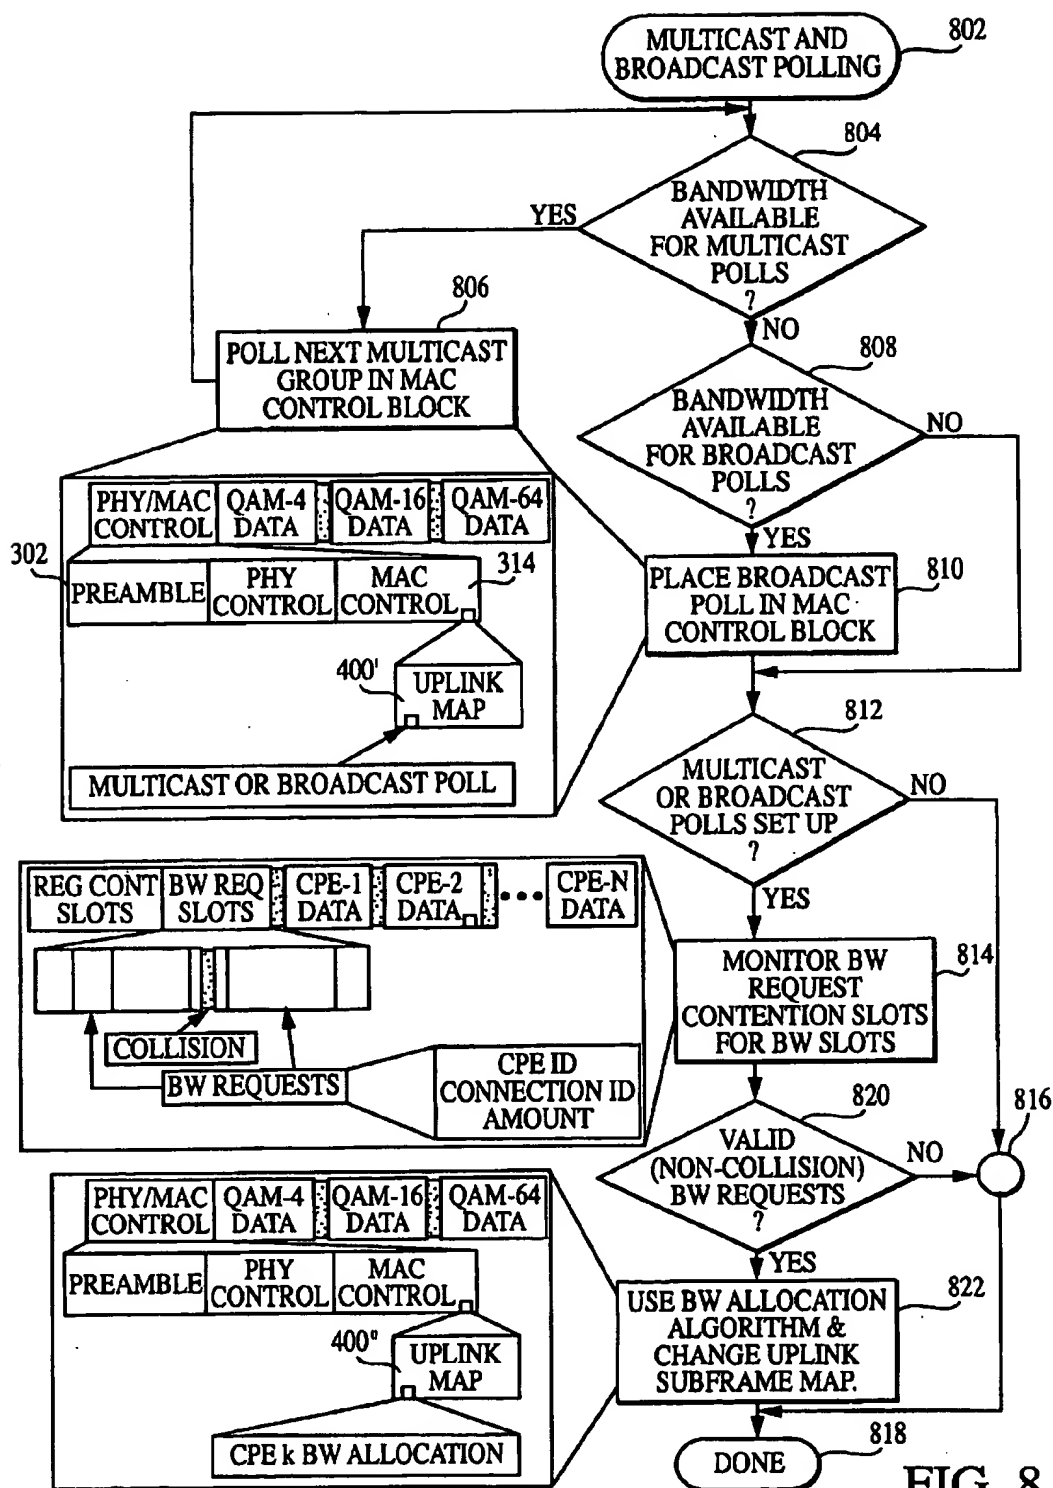 MULTICAST AND
BROADCAST POLLING
802
804
BANDWIDTH
AVAILABLE
FOR MULTICAST
POLLS
?
YES
NO
806
POLL NEXT MULTICAST
GROUP IN MAC
CONTROL BLOCK
808
BANDWIDTH
AVAILABLE
FOR BROADCAST
POLLS
?
NO
YES
PHY/MAC
CONTROL
QAM-4
DATA
QAM-16
DATA
QAM-64
DATA
302
PREAMBLE
PHY
CONTROL
MAC
CONTROL
314
400'
UPLINK
MAP
MULTICAST OR BROADCAST POLL
PLACE BROADCAST
POLL IN MAC
CONTROL BLOCK
810
812
MULTICAST
OR BROADCAST
POLLS SET UP
?
NO
YES
REG CONT
SLOTS
BW REQ
SLOTS
CPE-1
DATA
CPE-2
DATA
CPE-N
DATA
COLLISION
BW REQUESTS
CPE ID
CONNECTION ID
AMOUNT
MONITOR BW
REQUEST
CONTENTION SLOTS
FOR BW SLOTS
814
820
VALID
(NON-COLLISION)
BW REQUESTS
?
NO
816
YES
PHY/MAC
CONTROL
QAM-4
DATA
QAM-16
DATA
QAM-64
DATA
PREAMBLE
PHY
CONTROL
MAC
CONTROL
400"
UPLINK
MAP
CPE k BW ALLOCATION
USE BW ALLOCATION
ALGORITHM &
CHANGE UPLINK
SUBFRAME MAP.
822
DONE
818
FIG. 8